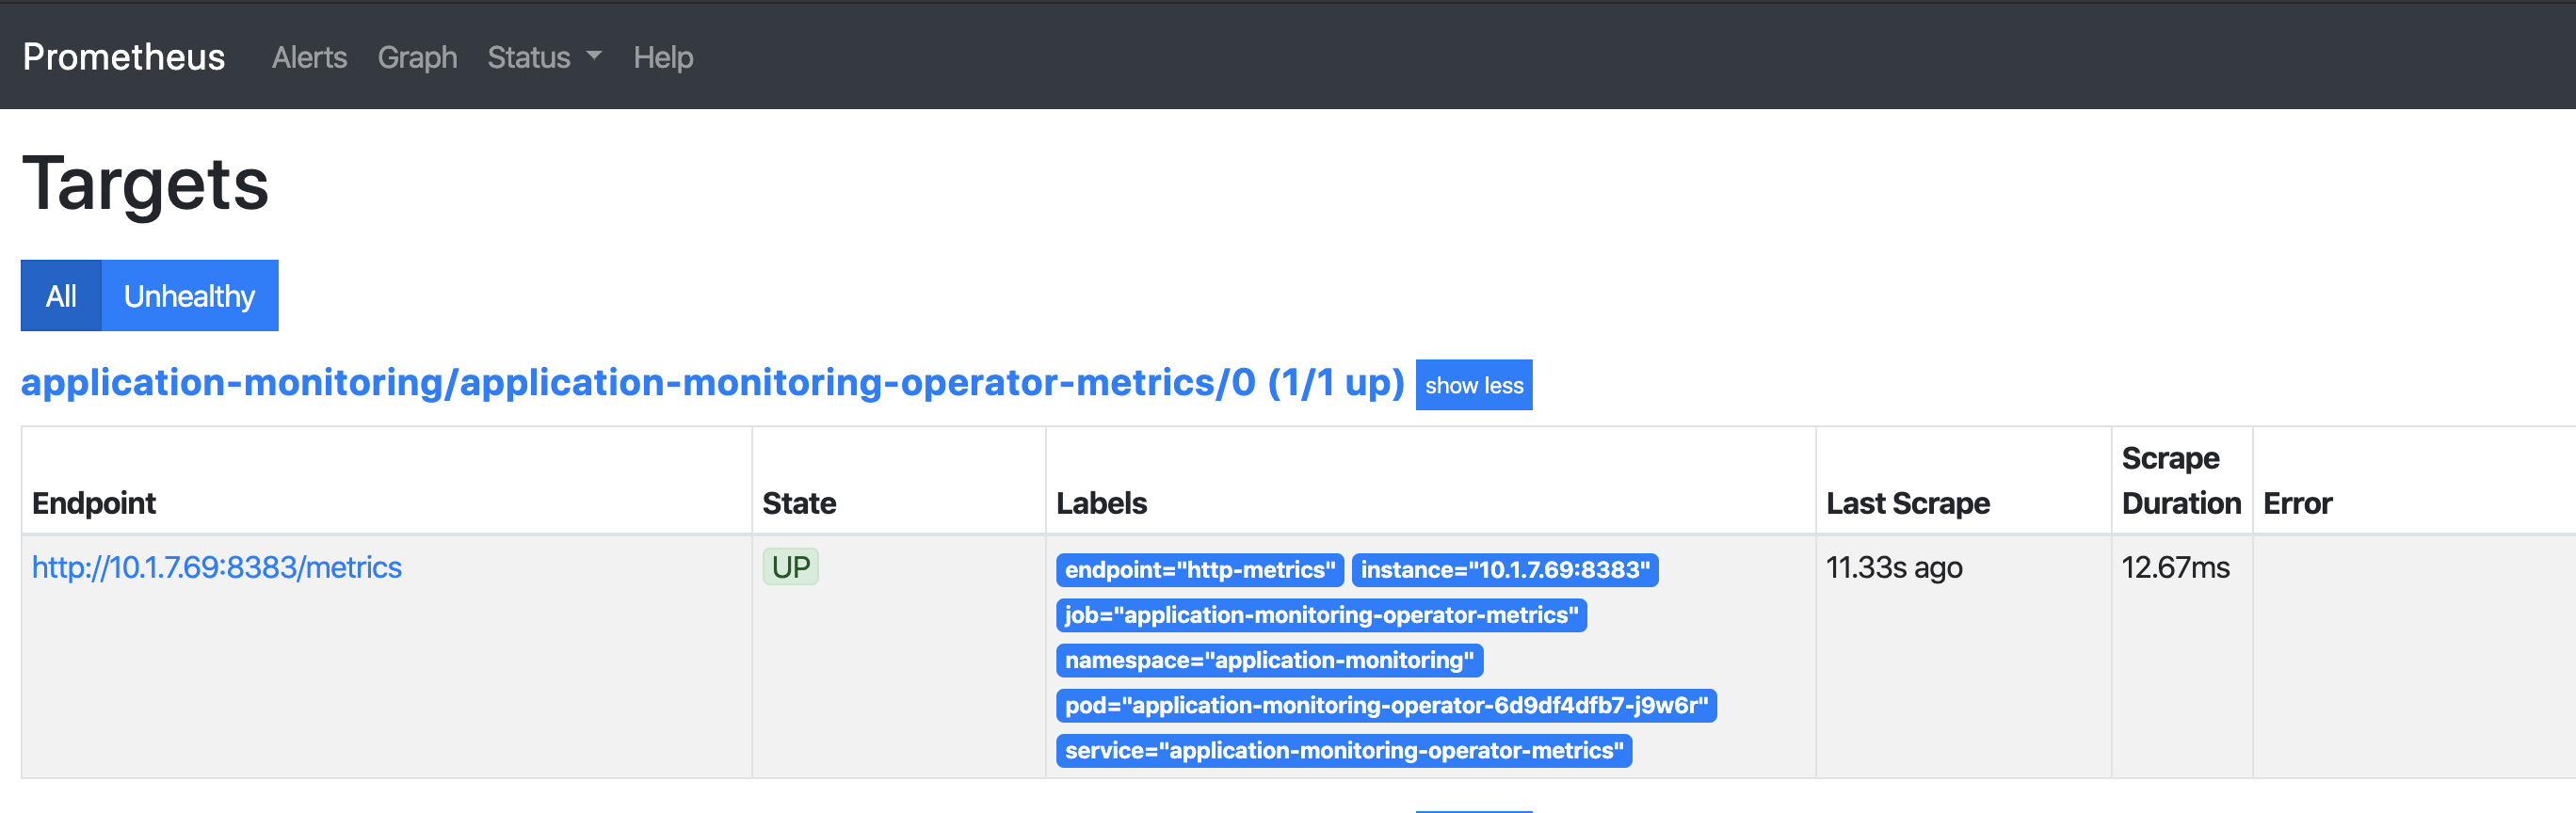 Prometheus Alerts Graph Status Help
Targets
All Unhealthy
application-monitoring/application-monitoring-operator-metrics/0 (1/1 up) show less
Endpoint State Labels Last Scrape Scrape Duration Error
http://10.1.7.69:8383/metrics UP endpoint="http-metrics" instance="10.1.7.69:8383" 11.33s ago 12.67ms
job="application-monitoring-operator-metrics"
namespace="application-monitoring"
pod="application-monitoring-operator-6d9df4dfb7-j9w6r"
service="application-monitoring-operator-metrics"